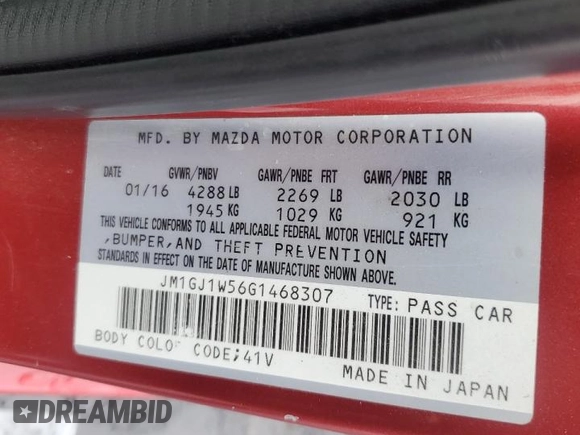 MFD. BY MAZDA MOTOR CORPORATION
DATE GVWR/PNBV GAWR/PNBE FRT GAWR/PNBE RR
01/16 4288 LB 2269 LB 2030 LB
1945 KG 1029 KG 921 KG
THIS VEHICLE CONFORMS TO ALL APPLICABLE FEDERAL MOTOR VEHICLE SAFETY
,BUMPER,AND THEFT PREVENTION
STANDARDS IN EFFECT ON THE DATE OF MANUFACTURE SHOWN ABOVE.
JM1GJ1W56G1468307 TYPE: PASS CAR
BODY COLOR CODE;41V
MADE IN JAPAN
DREAMBID